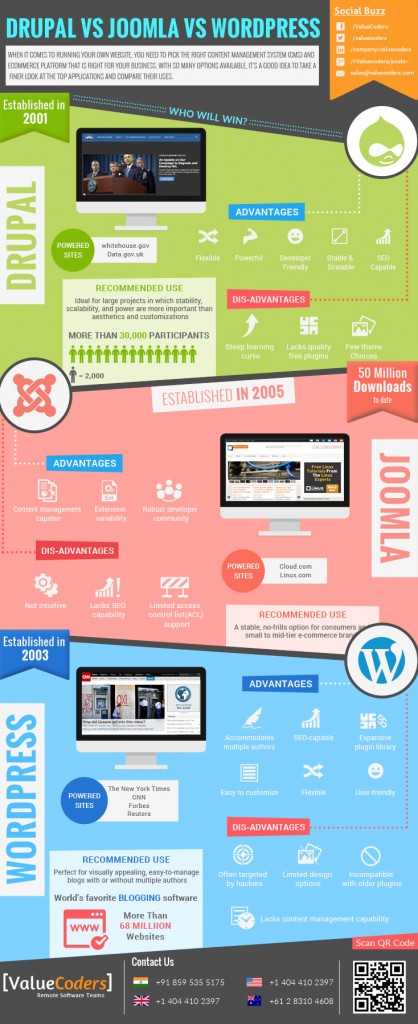 DRUPAL VS JOOMLA VS WORDPRESS
WHEN IT COMES TO RUNNING YOUR OWN WEBSITE, YOU NEED TO PICK THE RIGHT CONTENT MANAGEMENT SYSTEM (CMS) AND
ECOMMERCE PLATFORM THAT IS RIGHT FOR YOUR BUSINESS. WITH SO MANY OPTIONS AVAILABLE, IT'S A GOOD IDEA TO TAKE A
FINER LOOK AT THE TOP APPLICATIONS AND COMPARE THEIR USES.
Social Buzz
/ValueCoders
/valuecoders
/company/valuecoders
/+Valuecoders/posts
sales@valuecoders.com
Established in
2001
WHO WILL WIN?
DRUPAL
POWERED
SITES
whitehouse.gov
Data.gov.uk
ADVANTAGES
Flexible
Powerful
Developer
Friendly
Stable &
Scalable
SEO
Capable
RECOMMENDED USE
Ideal for large projects in which stability,
scalability, and power are more important than
aesthetics and customizations
MORE THAN 30,000 PARTICIPANTS
= 2,000
DIS-ADVANTAGES
Steep learning
curve
Lacks quality
free plugins
Few theme
Choices
ESTABLISHED IN 2005
50 Million
Downloads
to date
JOOMLA
ADVANTAGES
Content management
capable
Extension
variability
Robust developer
community
Free Linux
Tutorials From
The Linux
Experts
DIS-ADVANTAGES
Not intuitive
Lacks SEO
capability
Limited access
control list(ACL)
support
POWERED
SITES
Cloud.com
Linux.com
RECOMMENDED USE
A stable, no-frills option for consumers an
small to mid-tier e-commerce bran
Established in
2003
WORDPRESS
CNN
POWERED
SITES
The New York Times
CNN
Forbes
Reuters
ADVANTAGES
Accommodates
multiple authors
SEO-capable
Expansive
plugin library
Easy to customize
Flexible
User-friendly
RECOMMENDED USE
Perfect for visually appealing, easy-to-manage
blogs with or without multiple authors
World's favorite BLOGGING software
WWW
More Than
68 MILLIION
Websites
DIS-ADVANTAGES
Often targeted
by hackers
Limited design
options
Incompatible
with older plugins
Lacks content management capability
Scan QR Code
[ValueCoders]
Remote Software Teams
Contact Us
+91 859 535 5175
+1 404 410 2397
+1 404 410 2397
+61 2 8310 4608